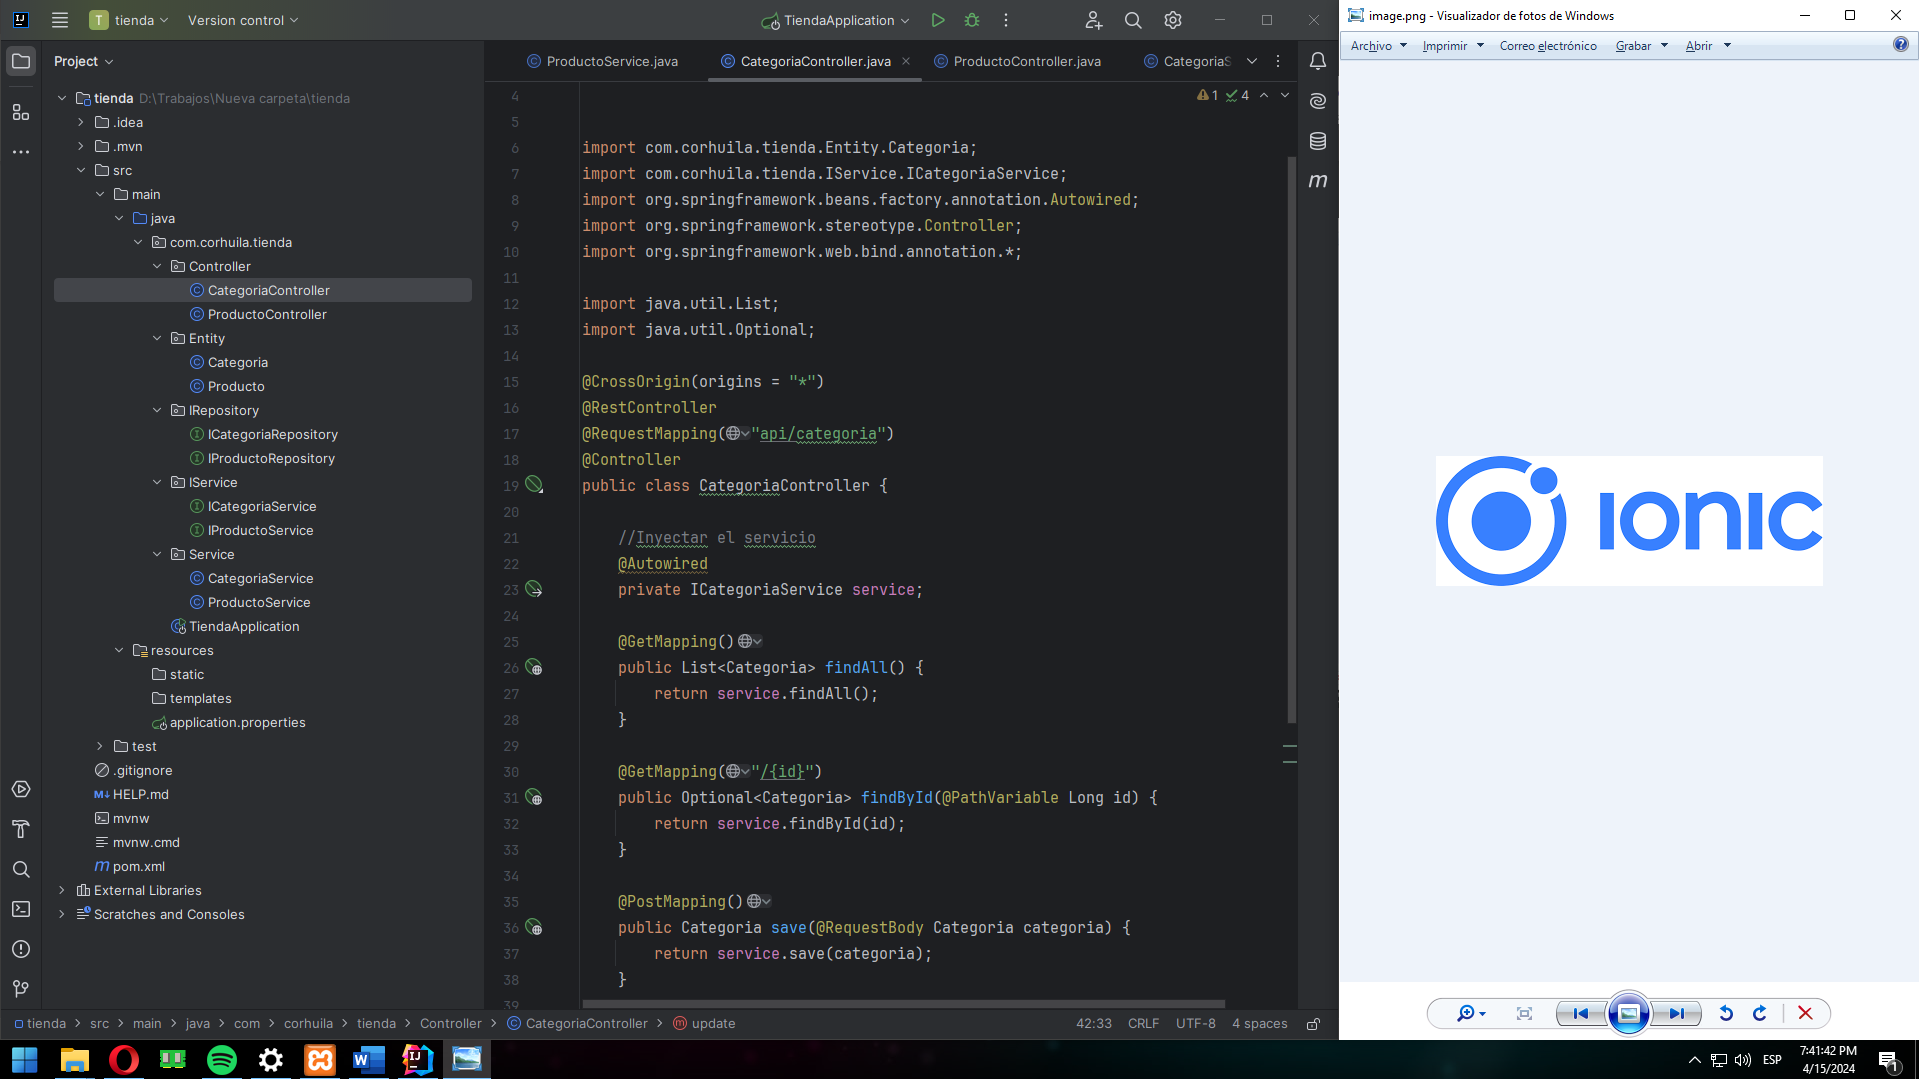 tienda
Version control
TiendaApplication
Project
tienda D:\Trabajos\Nueva carpeta\tienda
.idea
.mvn
src
main
java
com.corhuila.tienda
Controller
CategoriaController
ProductoController
Entity
Categoria
Producto
IRepository
ICategoriaRepository
IProductoRepository
IService
ICategoriaService
IProductoService
Service
CategoriaService
ProductoService
TiendaApplication
resources
static
templates
application.properties
test
.gitignore
HELP.md
mvnw
mvnw.cmd
pom.xml
External Libraries
Scratches and Consoles
ProductoService.java
CategoriaController.java
ProductoController.java
CategoriaS
1 4
4
5
6 import com.corhuila.tienda.Entity.Categoria;
7 import com.corhuila.tienda.IService.ICategoriaService;
8 import org.springframework.beans.factory.annotation.Autowired;
9 import org.springframework.stereotype.Controller;
10 import org.springframework.web.bind.annotation.*;
11
12 import java.util.List;
13 import java.util.Optional;
14
15 @CrossOrigin(origins = "*")
16 @RestController
17 @RequestMapping("api/categoria")
18 @Controller
19 public class CategoriaController {
20
21 //Inyectar el servicio
22 @Autowired
23 private ICategoriaService service;
24
25 @GetMapping()
26 public List<Categoria> findAll() {
27 return service.findAll();
28 }
29
30 @GetMapping("/{id}")
31 public Optional<Categoria> findById(@PathVariable Long id) {
32 return service.findById(id);
33 }
34
35 @PostMapping()
36 public Categoria save(@RequestBody Categoria categoria) {
37 return service.save(categoria);
38 }
39
tienda > src > main > java > com > corhuila > tienda > Controller > CategoriaController > update
42:33 CRLF UTF-8 4 spaces
image.png - Visualizador de fotos de Windows
Archivo Imprimir Correo electrónico Grabar Abrir
IONIC
ESP
7:41:42 PM
4/15/2024
1